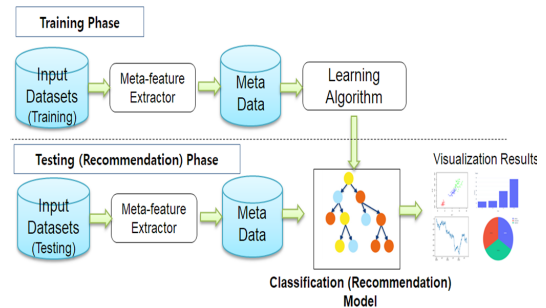 Training Phase
Input
Datasets
(Training)
Meta-feature
Extractor
Meta
Data
Learning
Algorithm
Testing (Recommendation) Phase
Input
Datasets
(Testing)
Meta-feature
Extractor
Meta
Data
Visualization Results
Classification (Recommendation)
Model